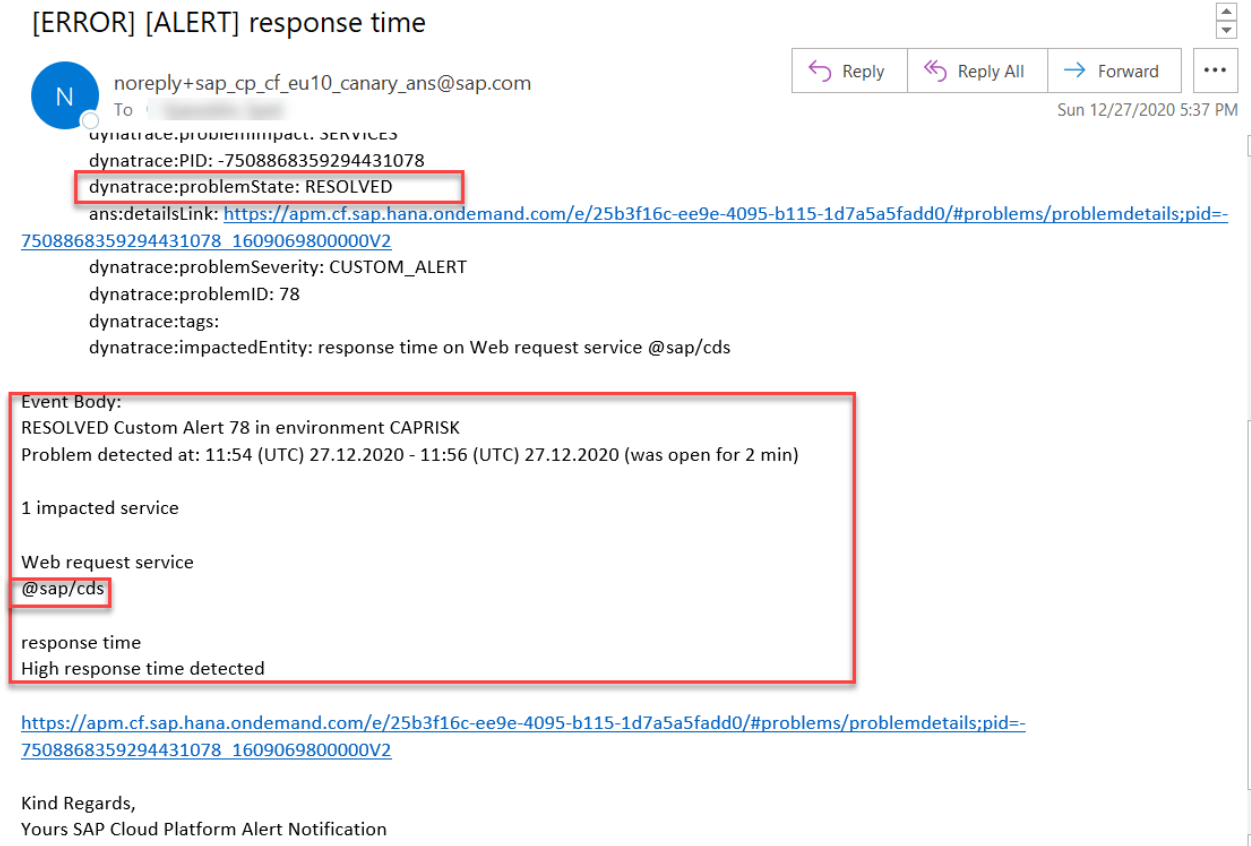 [ERROR] [ALERT] response time
Reply
Reply All
Forward
N
noreply+sap_cp_cf_eu10_canary_ans@sap.com
To
Sun 12/27/2020 5:37 PM
dynatrace:problemImpact: SERVICES
dynatrace:PID: -7508868359294431078
dynatrace:problemState: RESOLVED
ans:detailsLink: https://apm.cf.sap.hana.ondemand.com/e/25b3f16c-ee9e-4095-b115-1d7a5a5fadd0/#problems/problemdetails;pid=-
7508868359294431078_1609069800000V2
dynatrace:problemSeverity: CUSTOM_ALERT
dynatrace:problemID: 78
dynatrace:tags:
dynatrace:impactedEntity: response time on Web request service @sap/cds
Event Body:
RESOLVED Custom Alert 78 in environment CAPRISK
Problem detected at: 11:54 (UTC) 27.12.2020 - 11:56 (UTC) 27.12.2020 (was open for 2 min)
1 impacted service
Web request service
@sap/cds
response time
High response time detected
https://apm.cf.sap.hana.ondemand.com/e/25b3f16c-ee9e-4095-b115-1d7a5a5fadd0/#problems/problemdetails;pid=-
7508868359294431078_1609069800000V2
Kind Regards,
Yours SAP Cloud Platform Alert Notification